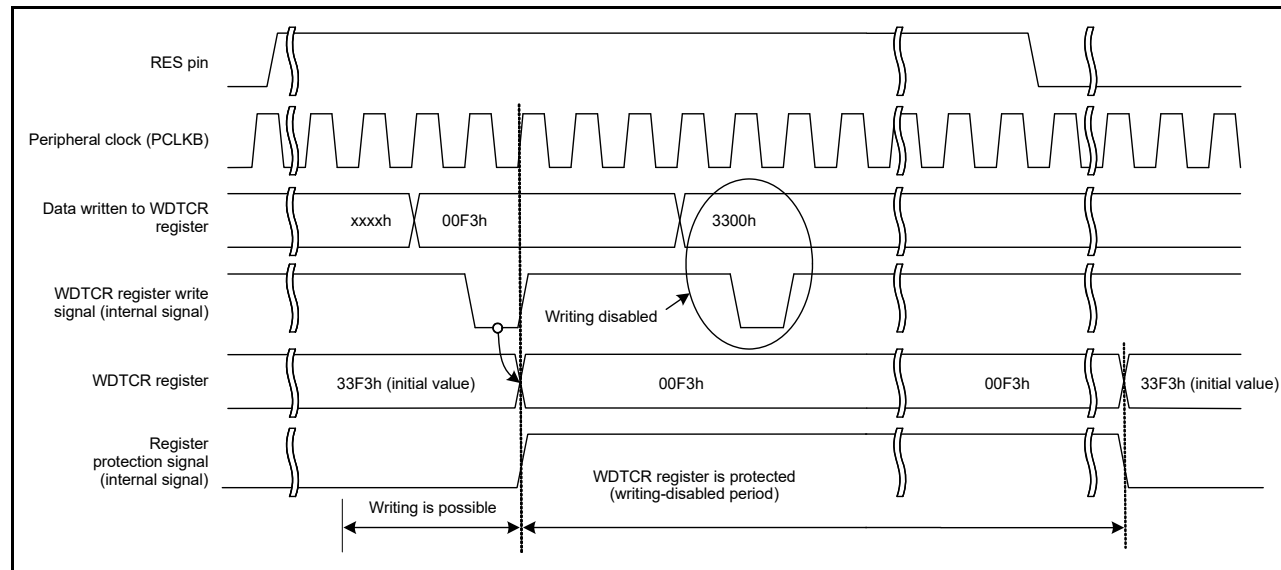 RES pin
Peripheral clock (PCLKB)
Data written to WDTCR
register
xxxxh
00F3h
3300h
WDTCR register write
signal (internal signal)
Writing disabled
WDTCR register
33F3h (initial value)
00F3h
00F3h
33F3h (initial value)
Register
protection signal
(internal signal)
WDTCR register is protected
(writing-disabled period)
Writing is possible